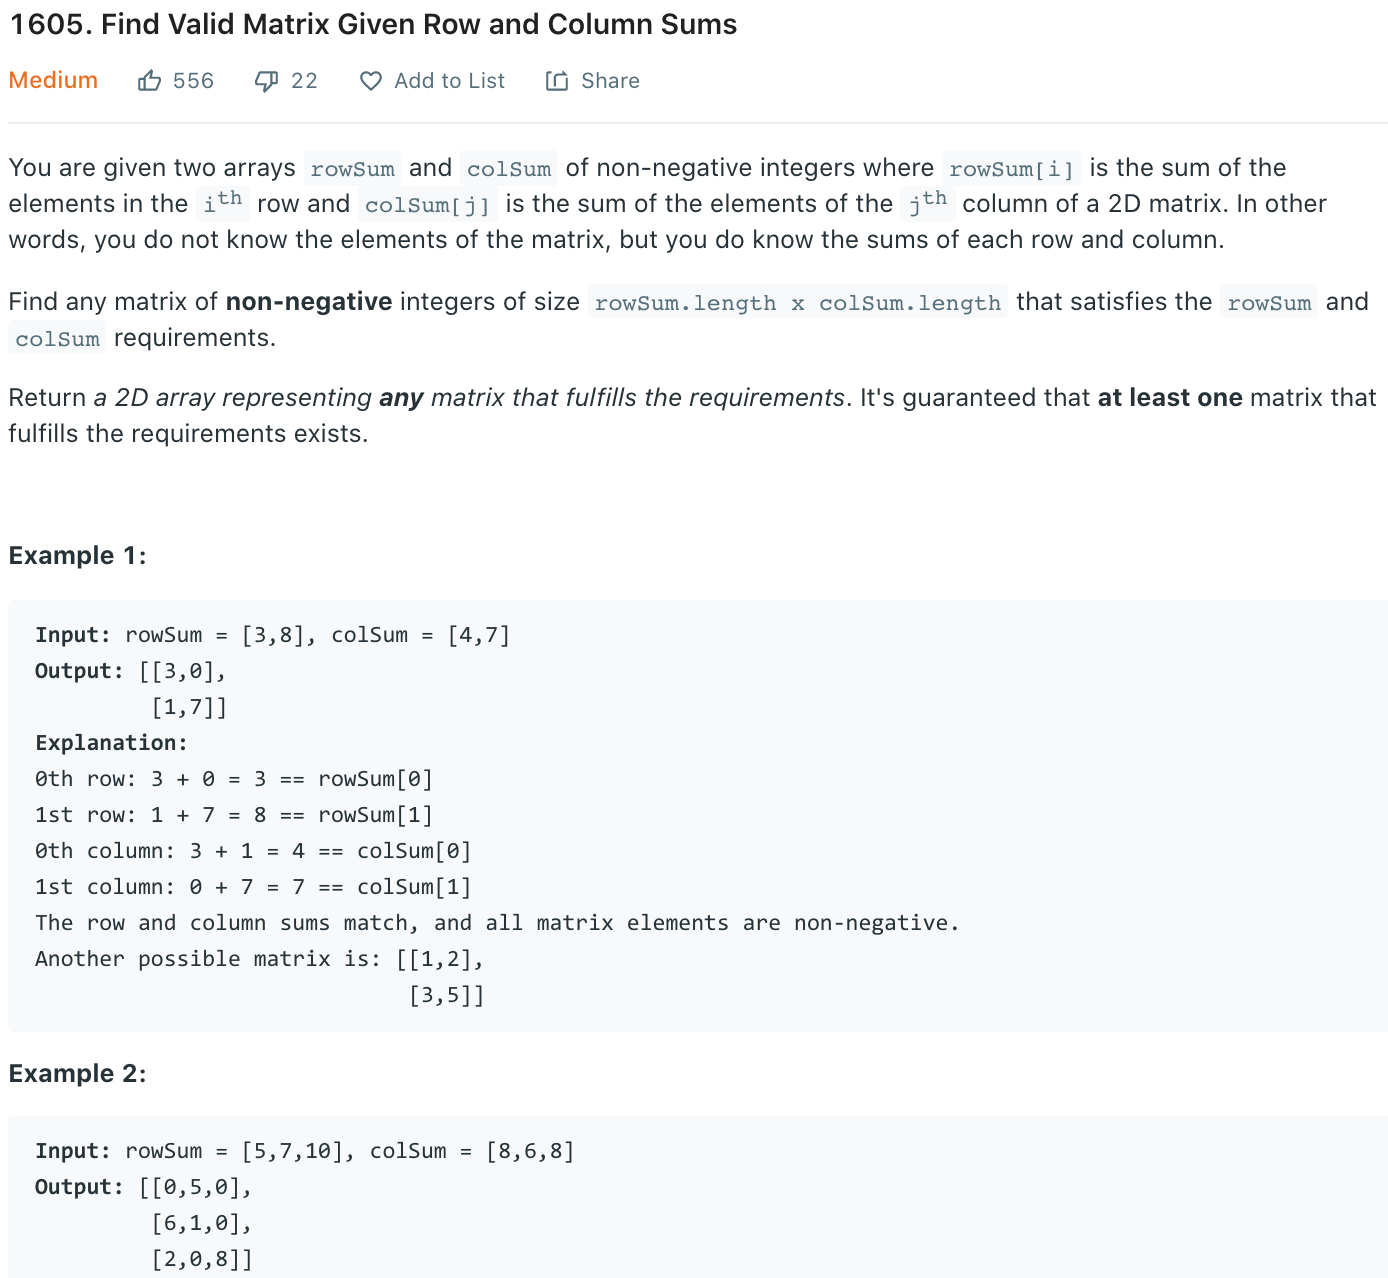 1605. Find Valid Matrix Given Row and Column Sums
Medium 556 22 Add to List Share
You are given two arrays rowSum and colSum of non-negative integers where rowSum[i] is the sum of the
elements in the ith row and colSum[j] is the sum of the elements of the jth column of a 2D matrix. In other
words, you do not know the elements of the matrix, but you do know the sums of each row and column.
Find any matrix of non-negative integers of size rowSum.length x colSum.length that satisfies the rowSum and
colSum requirements.
Return a 2D array representing any matrix that fulfills the requirements. It's guaranteed that at least one matrix that
fulfills the requirements exists.
Example 1:
Input: rowSum = [3,8], colSum = [4,7]
Output: [[3,0],
[1,7]]
Explanation:
0th row: 3 + 0 = 3 == rowSum[0]
1st row: 1 + 7 = 8 == rowSum[1]
0th column: 3 + 1 = 4 == colSum[0]
1st column: 0 + 7 = 7 == colSum[1]
The row and column sums match, and all matrix elements are non-negative.
Another possible matrix is: [[1,2],
[3,5]]
Example 2:
Input: rowSum = [5,7,10], colSum = [8,6,8]
Output: [[0,5,0],
[6,1,0],
[2,0,8]]